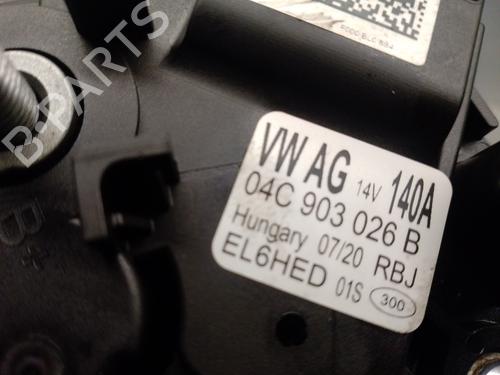 B-PARTS
VW AG 14V 140A
04C 903 026 B
Hungary 07/20 RBJ
EL6HED 01S 300
B+